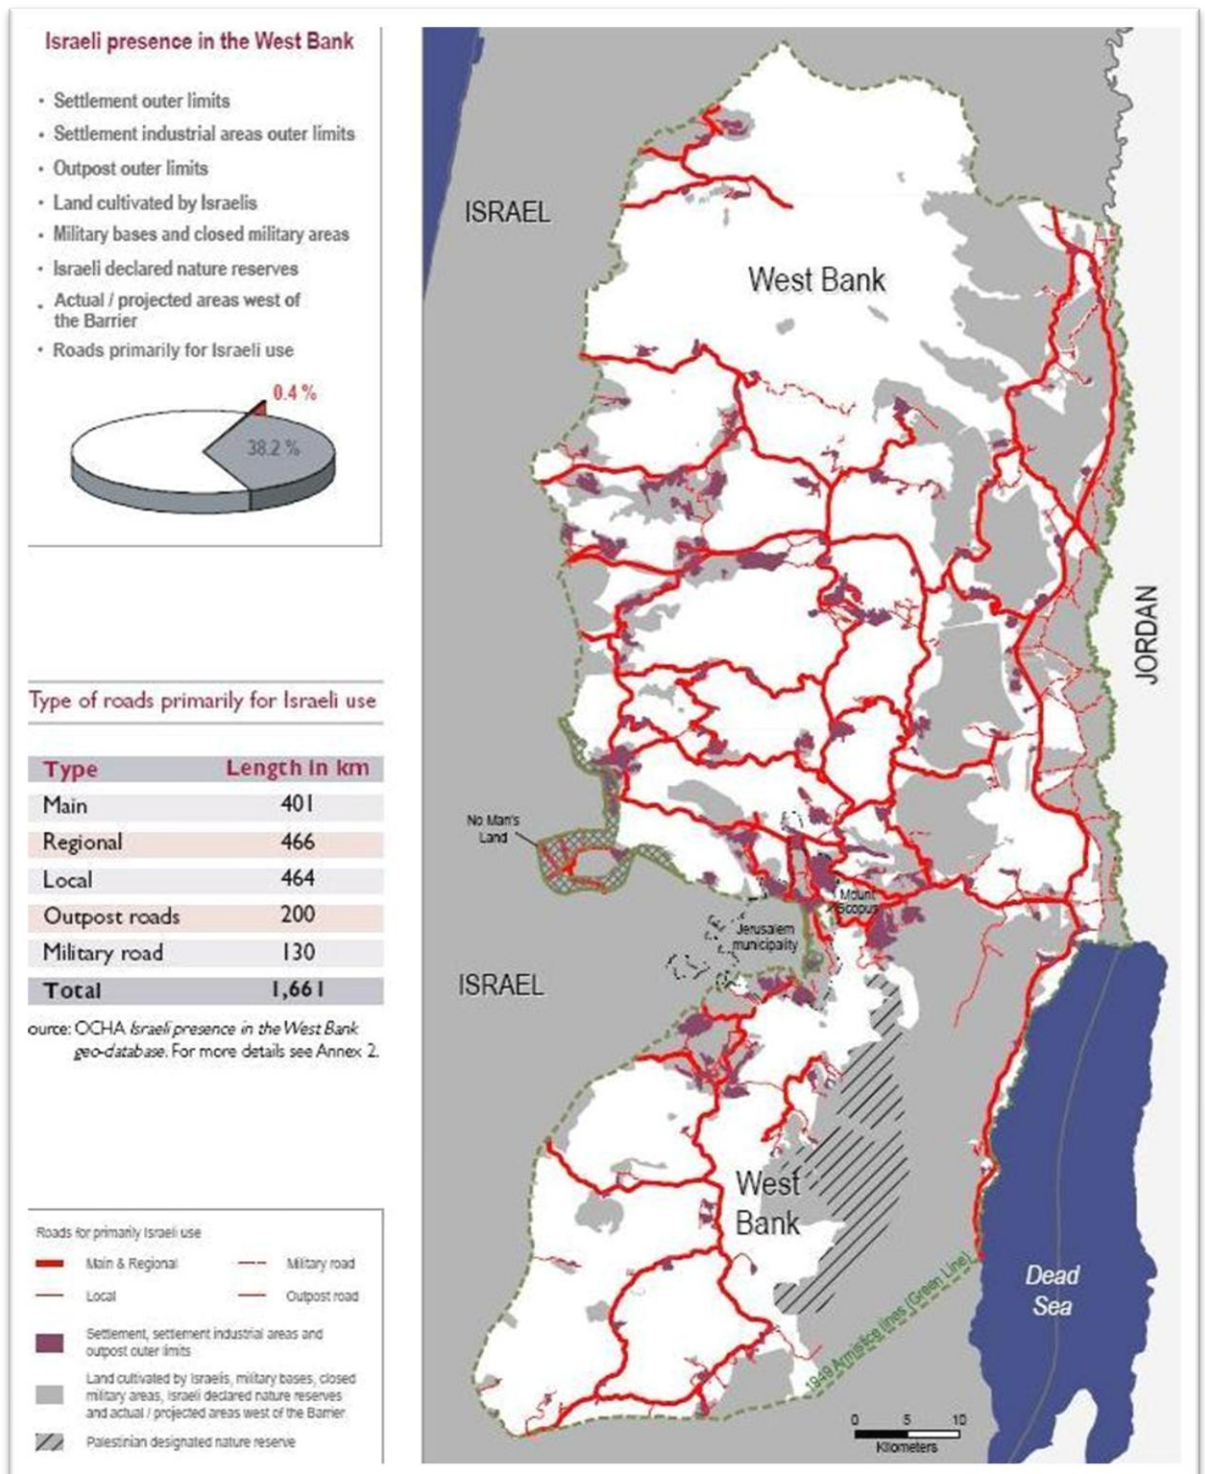 Israeli presence in the West Bank
• Settlement outer limits
• Settlement industrial areas outer limits
• Outpost outer limits
• Land cultivated by Israelis
• Military bases and closed military areas
• Israeli declared nature reserves
• Actual / projected areas west of
the Barrier
• Roads primarily for Israeli use
0.4 %
38.2 %
Type of roads primarily for Israeli use
Type Length in km
Main 401
Regional 466
Local 464
Outpost roads 200
Military road 130
Total 1,661
ource: OCHA Israeli presence in the West Bank
geo-database. For more details see Annex 2.
Roads for primarily Israeli use
Main & Regional
Military road
Local
Outpost road
Settlement, settlement industrial areas and
outpost outer limits
Land cultivated by Israelis, military bases, closed
military areas, Israeli declared nature reserves
and actual / projected areas west of the Barrier
Palestinian designated nature reserve
ISRAEL
West Bank
JORDAN
No Man's
Land
Mount
Scopus
Jerusalem
municipality
ISRAEL
West
Bank
1949 Armistice lines (Green Line)
Dead
Sea
0 5 10
Kilometers